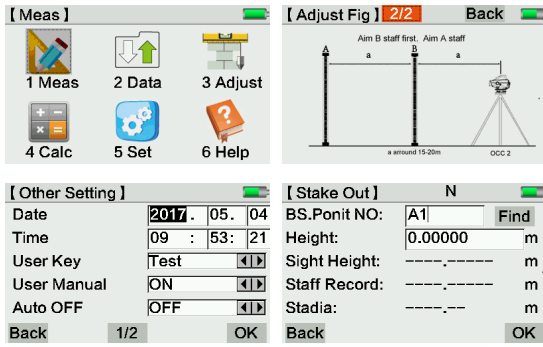 【Meas】
1 Meas 2 Data 3 Adjust
4 Calc 5 Set 6 Help
【Adjust Fig】 2/2 Back
Aim B staff first. Aim A staff
A B
a a
a arround 15-20m OCC 2
【Other Setting】
Date 2017. 05. 04
Time 09 : 53: 21
User Key Test
User Manual ON
Auto OFF OFF
Back 1/2 OK
【Stake Out】 N
BS.Ponit NO: A1 Find
Height: 0.00000 m
Sight Height: ----.----- m
Staff Record: ----.----- m
Stadia: ----.-- m
Back OK